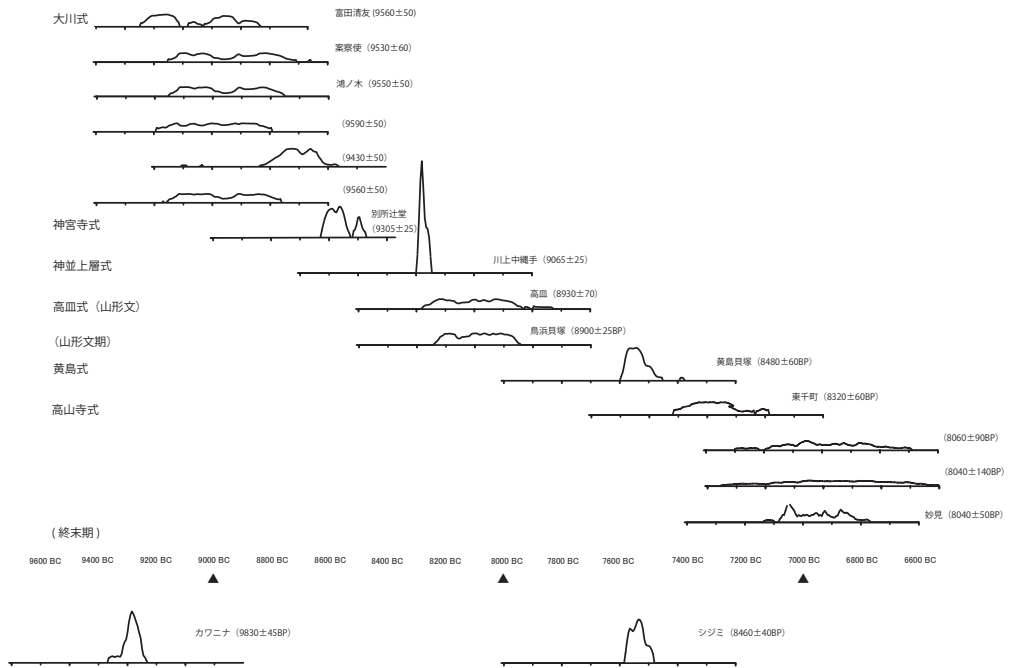 大川式
富田清友 (9560±50)
案察使（9530±60）
鴻ノ木（9550±50）
（9590±50）
（9430±50）
（9560±50）
神宮寺式
別所辻堂
（9305±25）
神並上層式
川上中縄手（9065±25）
高皿式（山形文）
高皿（8930±70）
（山形文期）
鳥浜貝塚（8900±25BP）
黄島式
黄島貝塚（8480±60BP）
高山寺式
東千町（8320±60BP）
（8060±90BP）
（8040±140BP）
妙見（8040±50BP）
( 終末期 )
9600 BC 9400 BC 9200 BC 9000 BC 8800 BC 8600 BC 8400 BC 8200 BC 8000 BC 7800 BC 7600 BC 7400 BC 7200 BC 7000 BC 6800 BC 6600 BC
カワニナ（9830±45BP）
シジミ（8460±40BP）